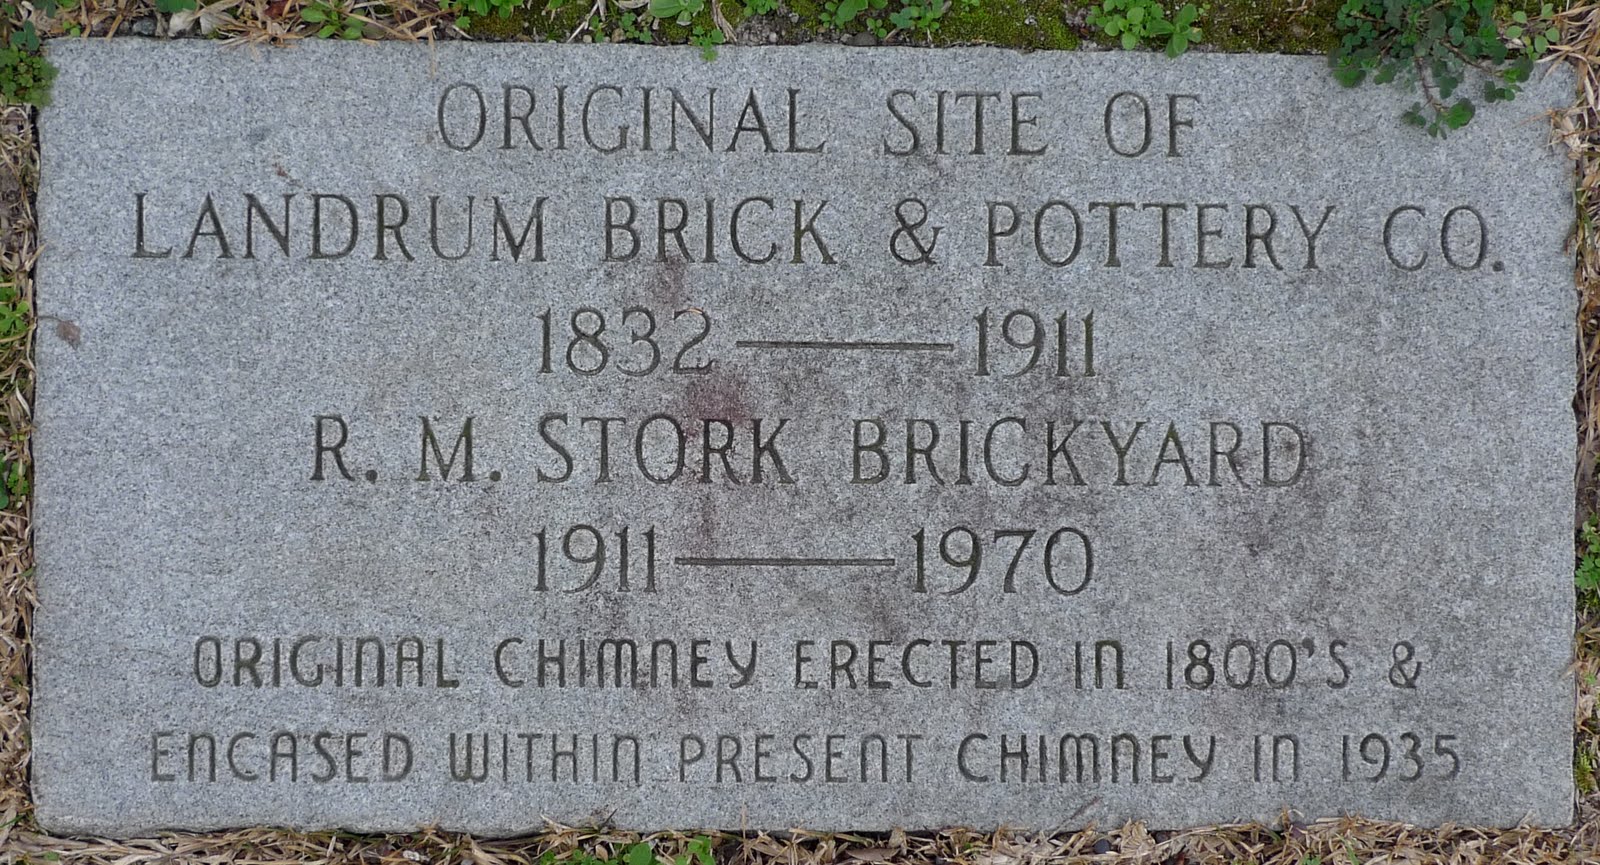 ORIGINAL SITE OF
LANDRUM BRICK & POTTERY CO.
1832 — 1911
R. M. STORK BRICKYARD
1911 — 1970
ORIGINAL CHIMNEY ERECTED IN 1800'S &
ENCASED WITHIN PRESENT CHIMNEY IN 1935